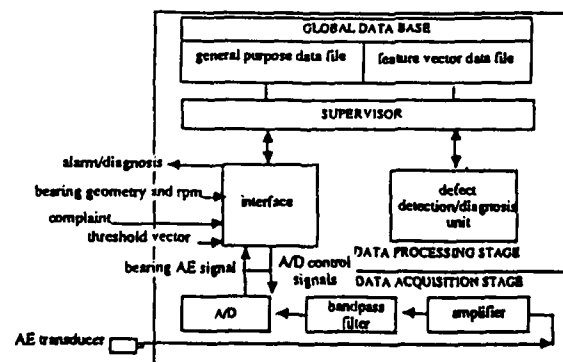 GLOBAL DATA BASE
general purpose data file
feature vector data file
SUPERVISOR
alarm/diagnosis
bearing geometry and rpm
complaint
threshold vector
interface
defect
detection/diagnosis
unit
DATA PROCESSING STAGE
bearing AE signal
A/D control
signals
DATA ACQUISITION STAGE
A/D
bandpass
filter
amplifier
AE transducer